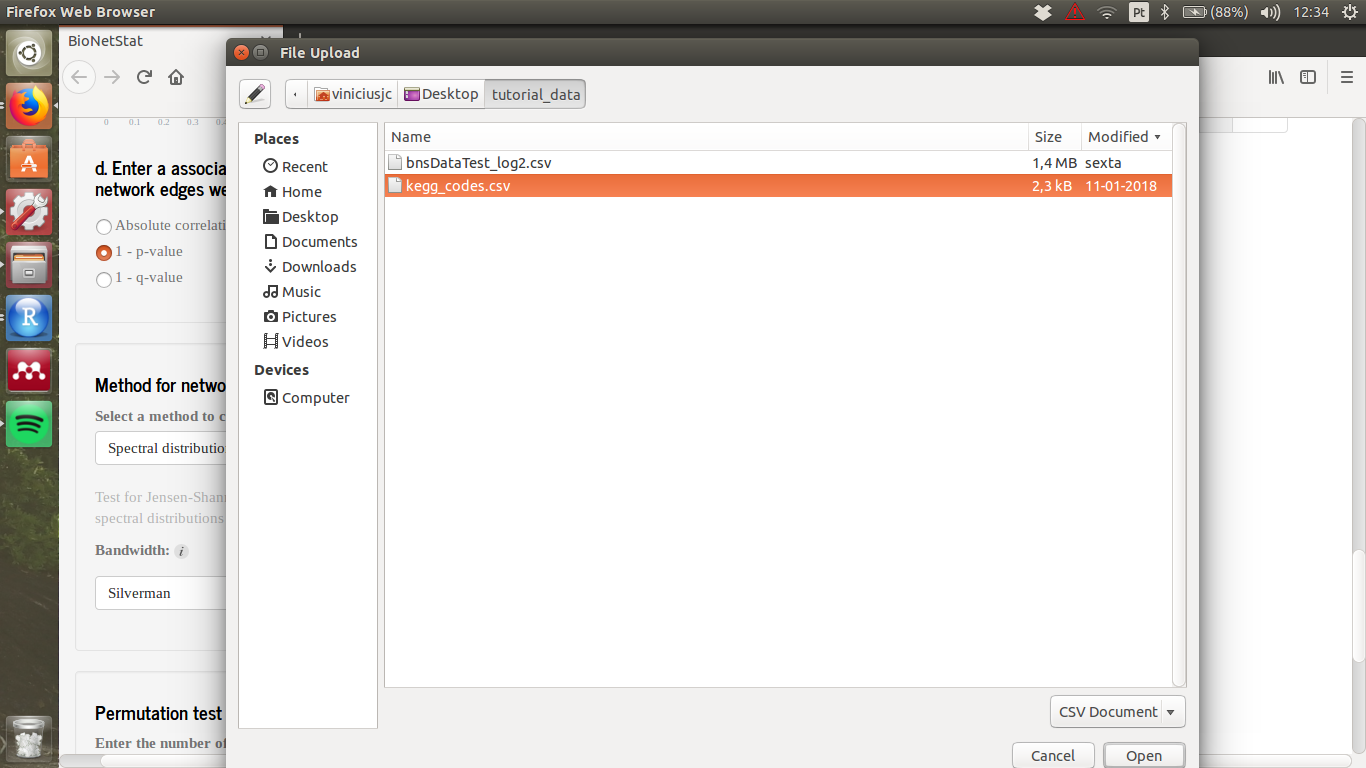 Firefox Web Browser
Pt
(88%)
12:34
BioNetStat
File Upload
viniciusjc
Desktop
tutorial_data
Places
Recent
Home
Desktop
Documents
Downloads
Music
Pictures
Videos
Devices
Computer
Name Size Modified
bnsDataTest_log2.csv 1,4 MB sexta
kegg_codes.csv 2,3 kB 11-01-2018
CSV Document
Cancel Open
0 0.1 0.2 0.3
d. Enter a associa
network edges we
Absolute correlati
1 - p-value
1 - q-value
Method for netwo
Select a method to c
Spectral distribution
Test for Jensen-Shann
spectral distributions
Bandwidth: i
Silverman
Permutation test
Enter the number of